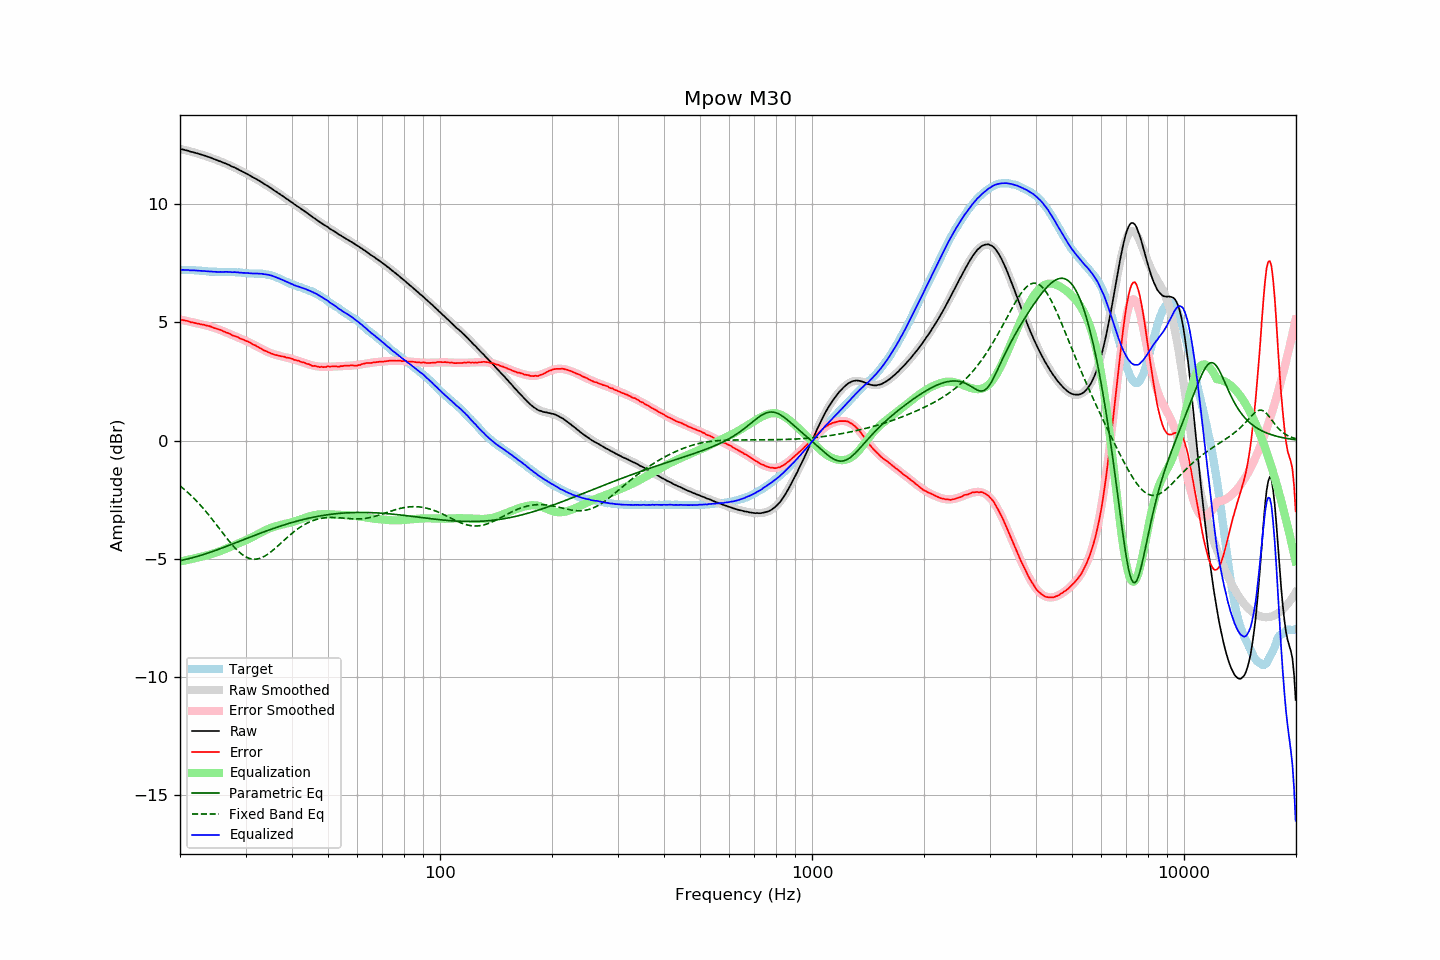 Mpow M30
Amplitude (dBr)
10
5
0
−5
−10
−15
Target
Raw Smoothed
Error Smoothed
Raw
Error
Equalization
Parametric Eq
Fixed Band Eq
Equalized
100
1000
10000
Frequency (Hz)